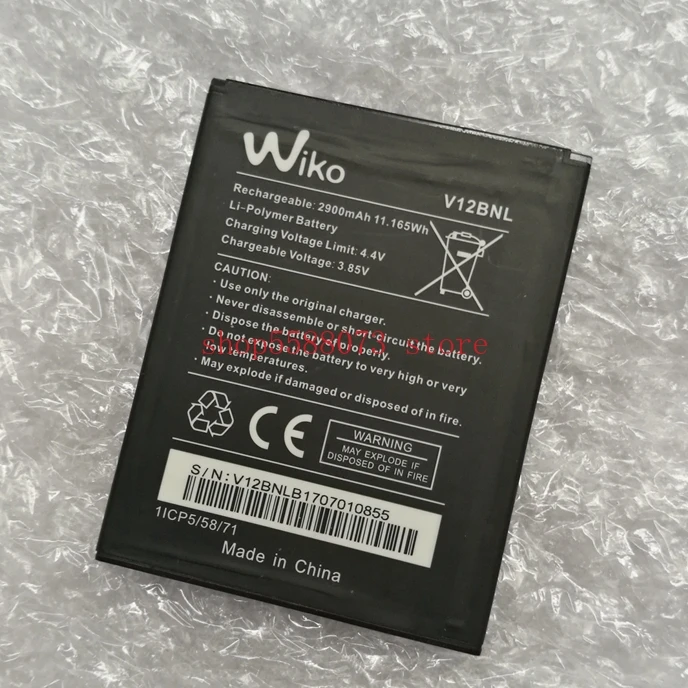 Wiko
V12BNL
Rechargeable: 2900mAh 11.165Wh
Li-Polymer Battery
Charging Voltage Limit: 4.4V
Chargeable Voltage: 3.85V
CAUTION:
• Use only the original charger.
• Never disassemble or short circuit the battery.
• Dispose the battery properly.
• Do not expose the battery to very high or very
low temperatures.
• May explode if damaged or disposed of in fire.
shop5588073 store
CE
WARNING
MAY EXPLODE IF
DISPOSED OF IN FIRE
S/N: V12BNLB1707010855
1ICP5/58/71
Made in China